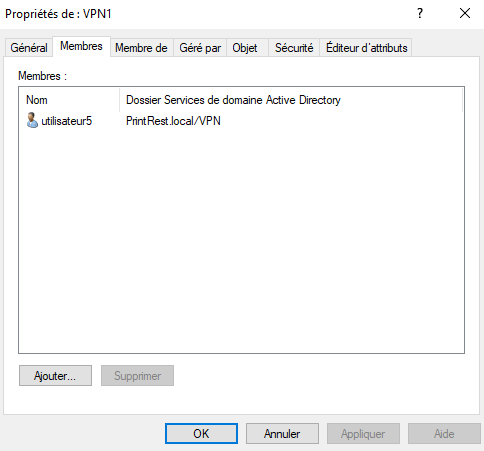 Propriétés de : VPN1
?
Général Membres Membre de Géré par Objet Sécurité Éditeur d'attributs
Membres :
Nom Dossier Services de domaine Active Directory
utilisateur5 PrintRest.local/VPN
Ajouter... Supprimer
OK Annuler Appliquer Aide